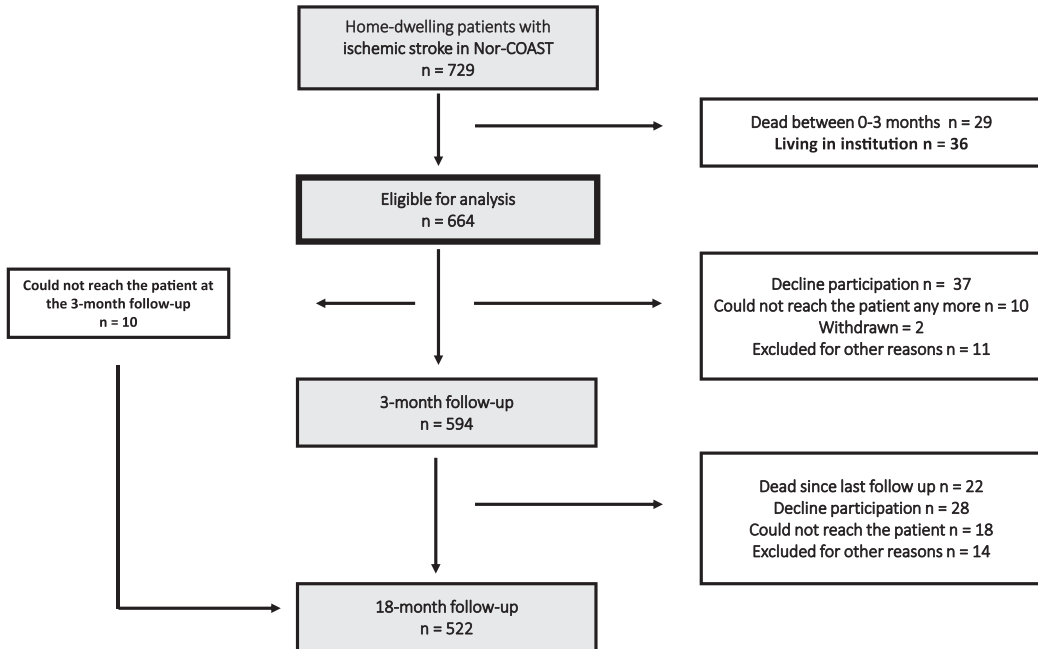 Home-dwelling patients with
ischemic stroke in Nor-COAST
n = 729
Dead between 0-3 months n = 29
Living in institution n = 36
Eligible for analysis
n = 664
Could not reach the patient at
the 3-month follow-up
n = 10
Decline participation n = 37
Could not reach the patient any more n = 10
Withdrawn = 2
Excluded for other reasons n = 11
3-month follow-up
n = 594
Dead since last follow up n = 22
Decline participation n = 28
Could not reach the patient n = 18
Excluded for other reasons n = 14
18-month follow-up
n = 522